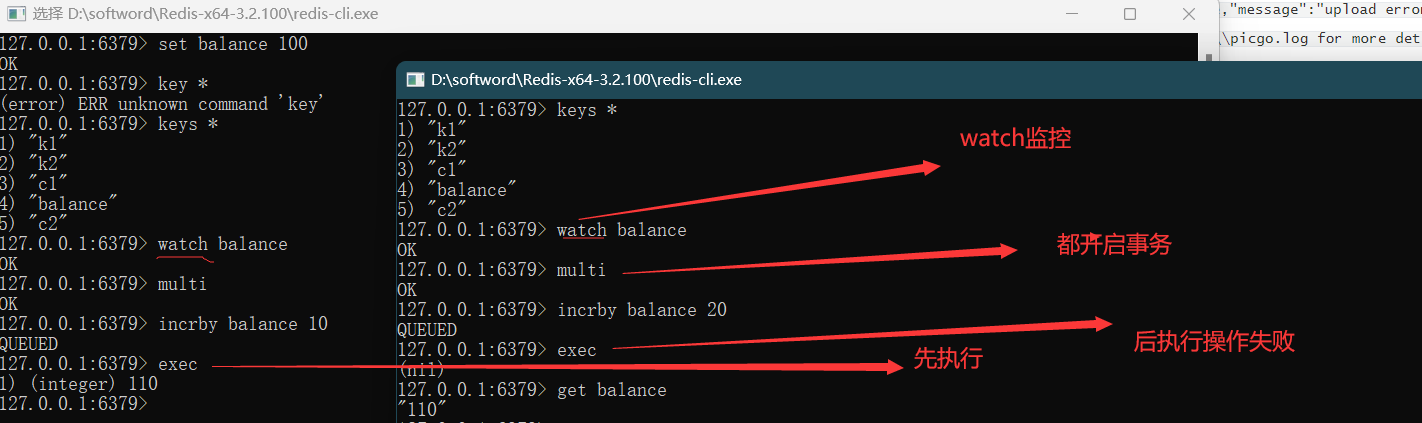 选择 D:\softword\Redis-x64-3.2.100\redis-cli.exe
127.0.0.1:6379> set balance 100
OK
127.0.0.1:6379> key *
(error) ERR unknown command 'key'
127.0.0.1:6379> keys *
1) "k1"
2) "k2"
3) "c1"
4) "balance"
5) "c2"
127.0.0.1:6379> watch balance
OK
127.0.0.1:6379> multi
OK
127.0.0.1:6379> incrby balance 10
QUEUED
127.0.0.1:6379> exec
1) (integer) 110
127.0.0.1:6379>
,"message":"upload error
\picgo.log for more det
D:\softword\Redis-x64-3.2.100\redis-cli.exe
127.0.0.1:6379> keys *
1) "k1"
2) "k2"
3) "c1"
4) "balance"
5) "c2"
127.0.0.1:6379> watch balance
OK
127.0.0.1:6379> multi
OK
127.0.0.1:6379> incrby balance 20
QUEUED
127.0.0.1:6379> exec
(nil)
127.0.0.1:6379> get balance
"110"
watch监控
都开启事务
后执行操作失败
先执行